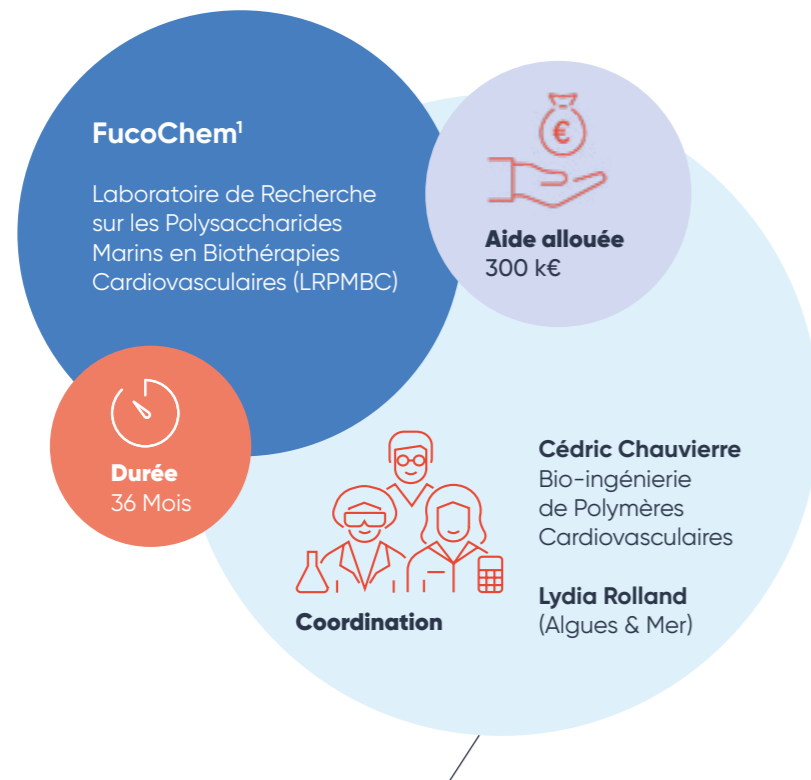 FucoChem¹
Laboratoire de Recherche
sur les Polysaccharides
Marins en Biothérapies
Cardiovasculaires (LRPMBC)
€
Aide allouée
300 k€
Durée
36 Mois
Coordination
Cédric Chauvierre
Bio-ingénierie
de Polymères
Cardiovasculaires
Lydia Rolland
(Algues & Mer)